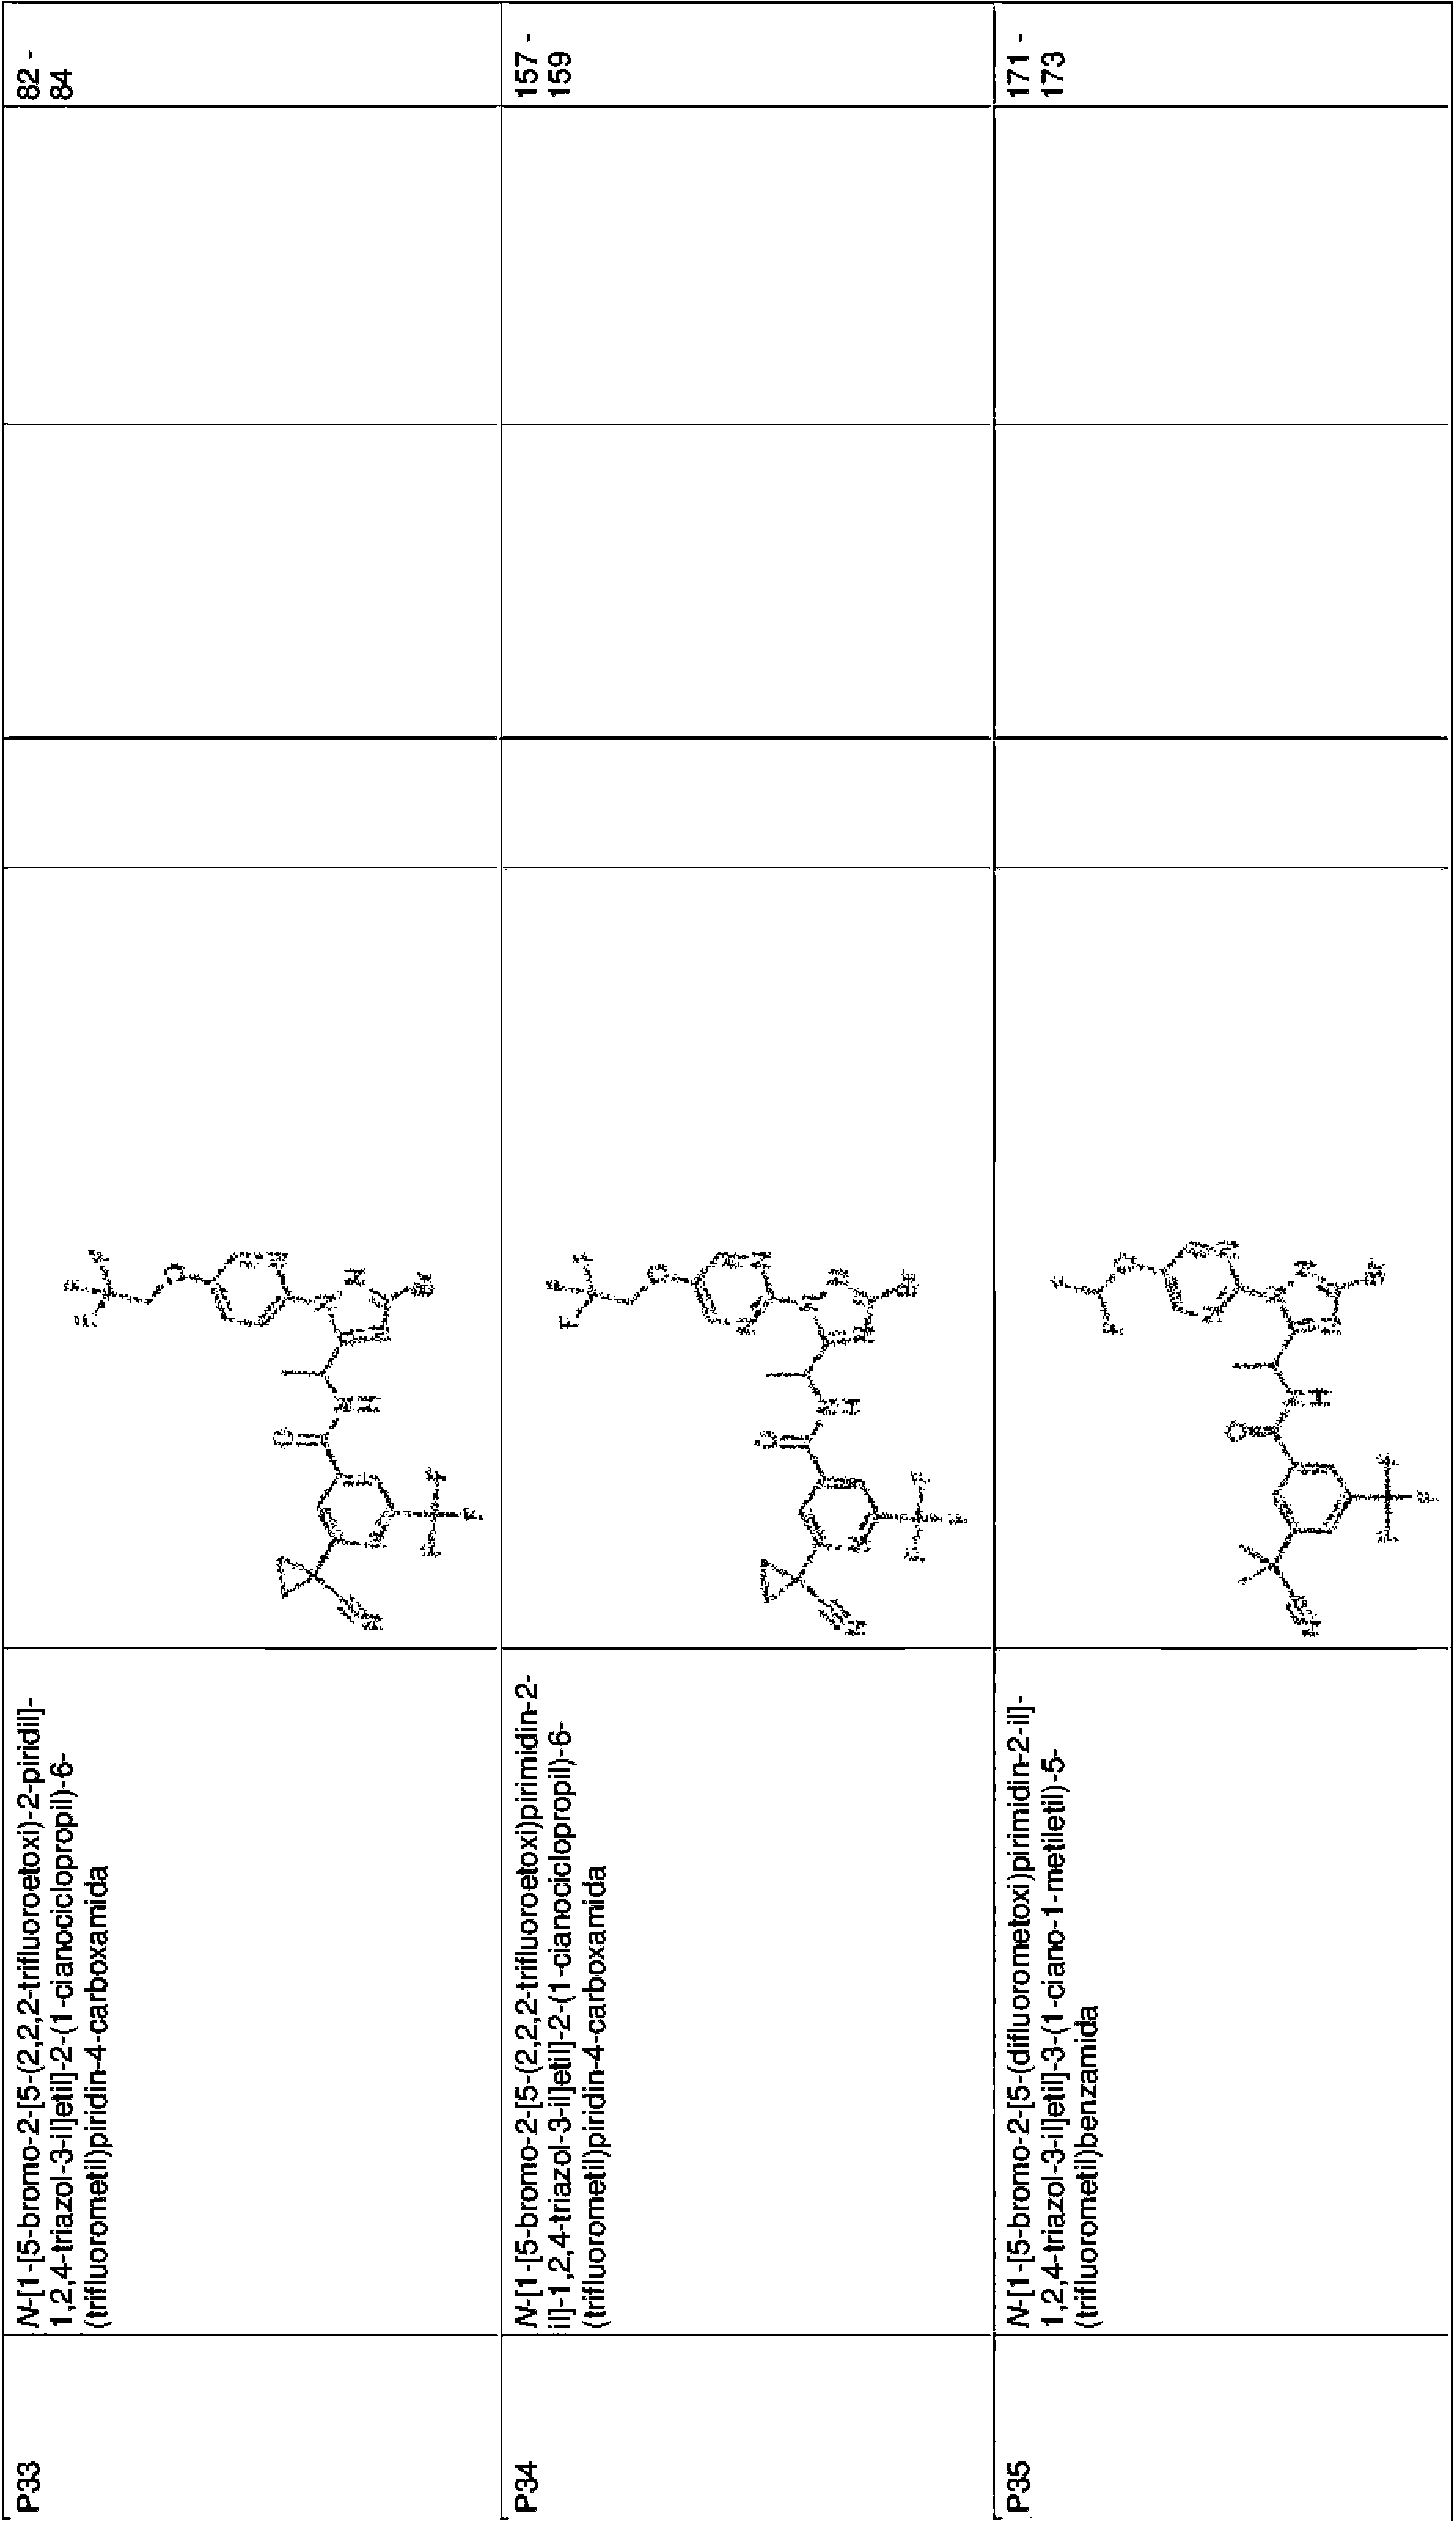 P33
N-[1-[5-bromo-2-[5-(2,2,2-trifluoroetoxi)-2-piridil]-
1,2,4-triazol-3-il]etil]-2-(1-cianociclopropil)-6-
(trifluorometil)piridin-4-carboxamida
82 -
84
P34
N-[1-[5-bromo-2-[5-(2,2,2-trifluoroetoxi)pirimidin-2-
il]-1,2,4-triazol-3-il]etil]-2-(1-cianociclopropil)-6-
(trifluorometil)piridin-4-carboxamida
157 -
159
P35
N-[1-[5-bromo-2-[5-(difluorometoxi)pirimidin-2-il]-
1,2,4-triazol-3-il]etil]-3-(1-ciano-1-metiletil)-5-
(trifluorometil)benzamida
171 -
173